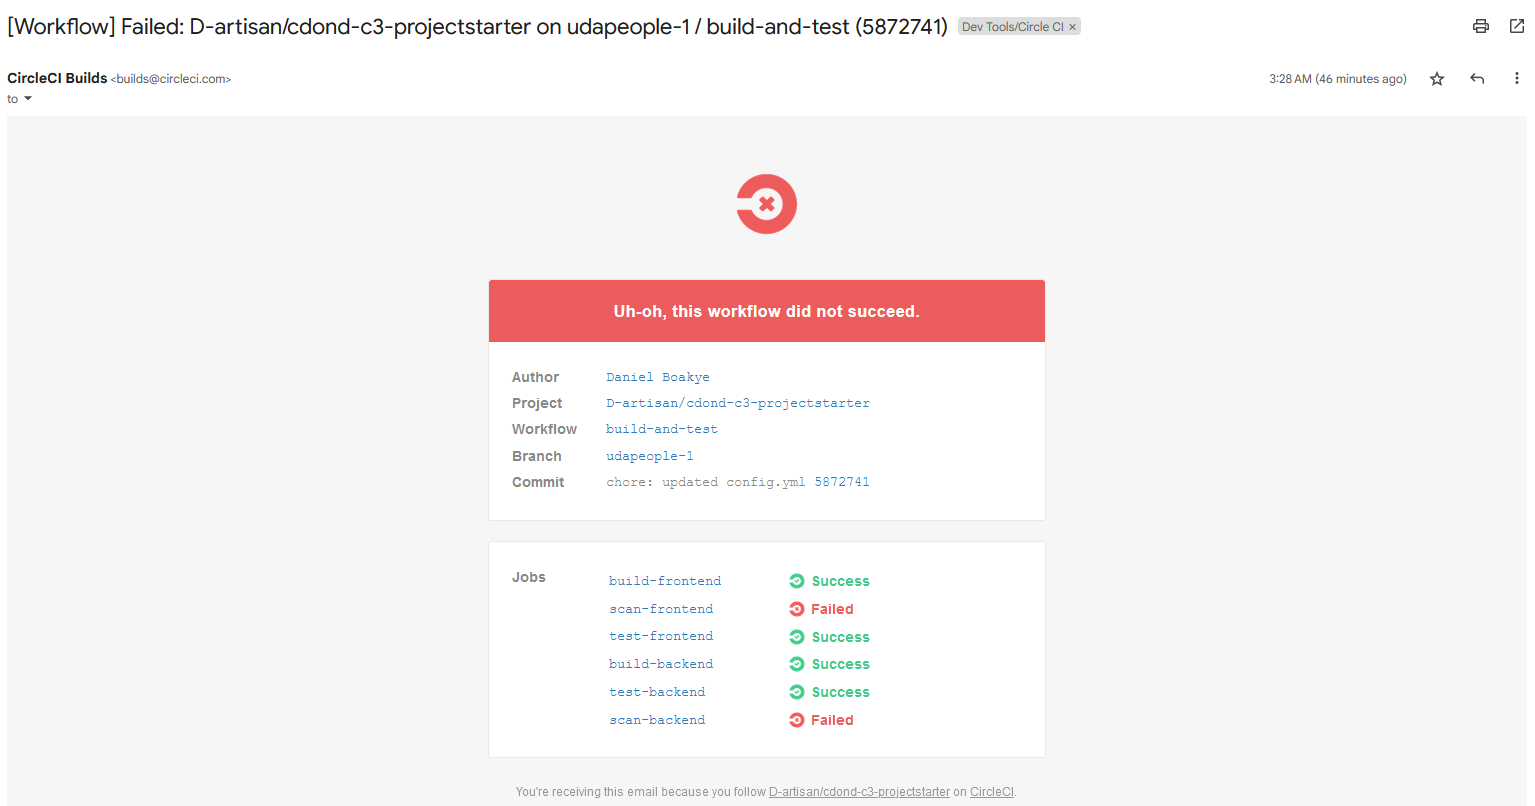 [Workflow] Failed: D-artisan/cdond-c3-projectstarter on udapeople-1 / build-and-test (5872741) Dev Tools/Circle CI ×
CircleCI Builds <builds@circleci.com> 3:28 AM (46 minutes ago)
to
Uh-oh, this workflow did not succeed.
Author Daniel Boakye
Project D-artisan/cdond-c3-projectstarter
Workflow build-and-test
Branch udapeople-1
Commit chore: updated config.yml 5872741
Jobs build-frontend Success
scan-frontend Failed
test-frontend Success
build-backend Success
test-backend Success
scan-backend Failed
You're receiving this email because you follow D-artisan/cdond-c3-projectstarter on CircleCI.